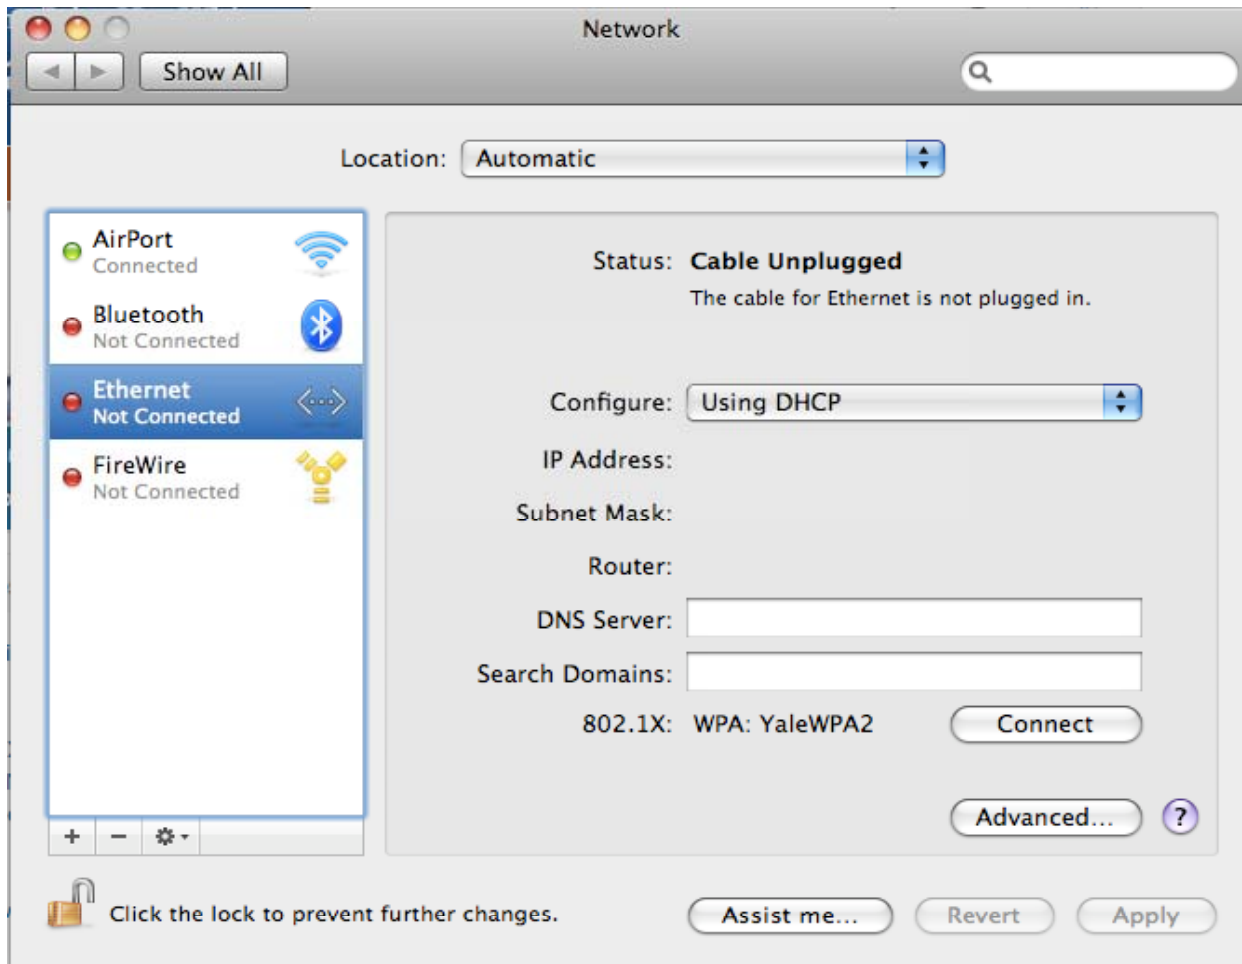 Network
Show All
Location: Automatic
AirPort
Connected
Bluetooth
Not Connected
Ethernet
Not Connected
FireWire
Not Connected
Status: Cable Unplugged
The cable for Ethernet is not plugged in.
Configure: Using DHCP
IP Address:
Subnet Mask:
Router:
DNS Server:
Search Domains:
802.1X: WPA: YaleWPA2 Connect
Advanced... ?
Click the lock to prevent further changes.
Assist me... Revert Apply